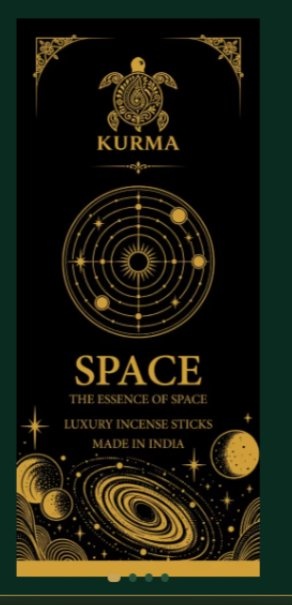 KURMA
SPACE
THE ESSENCE OF SPACE
LUXURY INCENSE STICKS
MADE IN INDIA